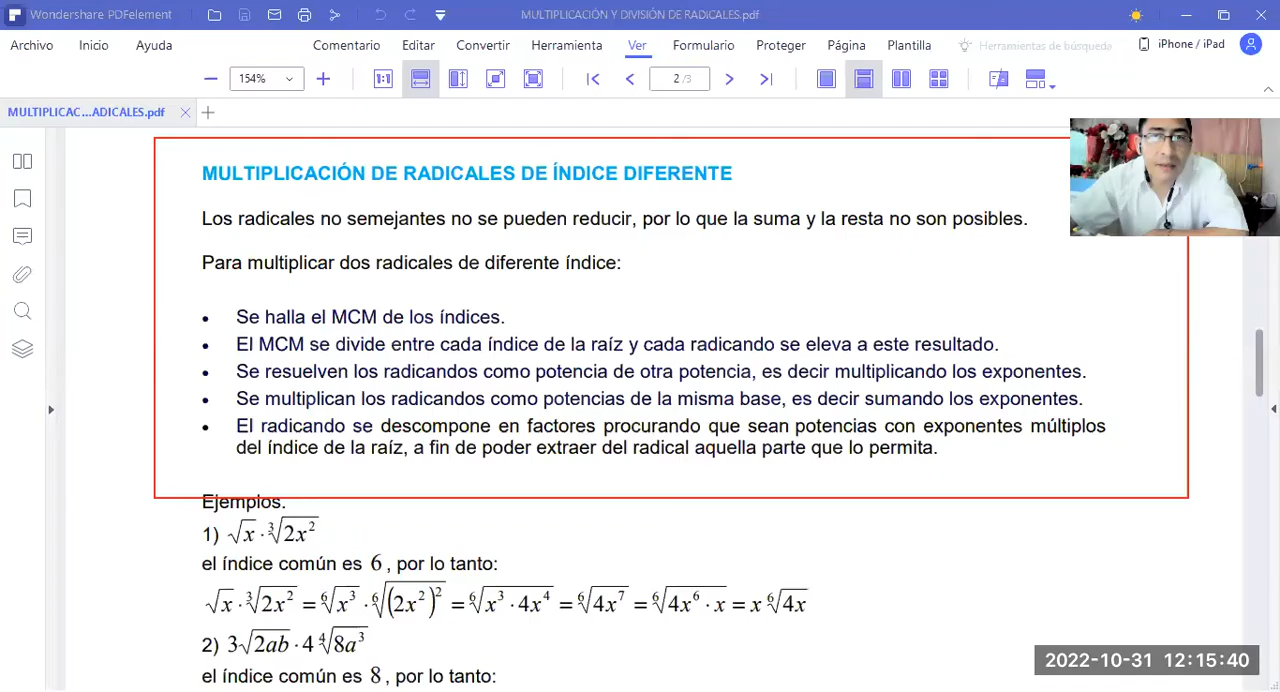 Wondershare PDFelement
MULTIPLICACIÓN Y DIVISIÓN DE RADICALES.pdf
Archivo Inicio Ayuda Comentario Editar Convertir Herramienta Ver Formulario Proteger Página Plantilla Herramientas de búsqueda iPhone / iPad
154% 1:1 2 /3
MULTIPLICAC...ADICALES.pdf
MULTIPLICACIÓN DE RADICALES DE ÍNDICE DIFERENTE
Los radicales no semejantes no se pueden reducir, por lo que la suma y la resta no son posibles.
Para multiplicar dos radicales de diferente índice:
• Se halla el MCM de los índices.
• El MCM se divide entre cada índice de la raíz y cada radicando se eleva a este resultado.
• Se resuelven los radicandos como potencia de otra potencia, es decir multiplicando los exponentes.
• Se multiplican los radicandos como potencias de la misma base, es decir sumando los exponentes.
• El radicando se descompone en factores procurando que sean potencias con exponentes múltiplos
del índice de la raíz, a fin de poder extraer del radical aquella parte que lo permita.
Ejemplos.
1) √x · ∛(2x²)
el índice común es 6, por lo tanto:
√x · ∛(2x²) = ⁶√(x³) · ⁶√((2x²)²) = ⁶√(x³ · 4x⁴) = ⁶√(4x⁷) = ⁶√(4x⁶ · x) = x ⁶√(4x)
2) 3√(2ab) · 4 ⁴√(8a³)
el índice común es 8, por lo tanto:
2022-10-31 12:15:40